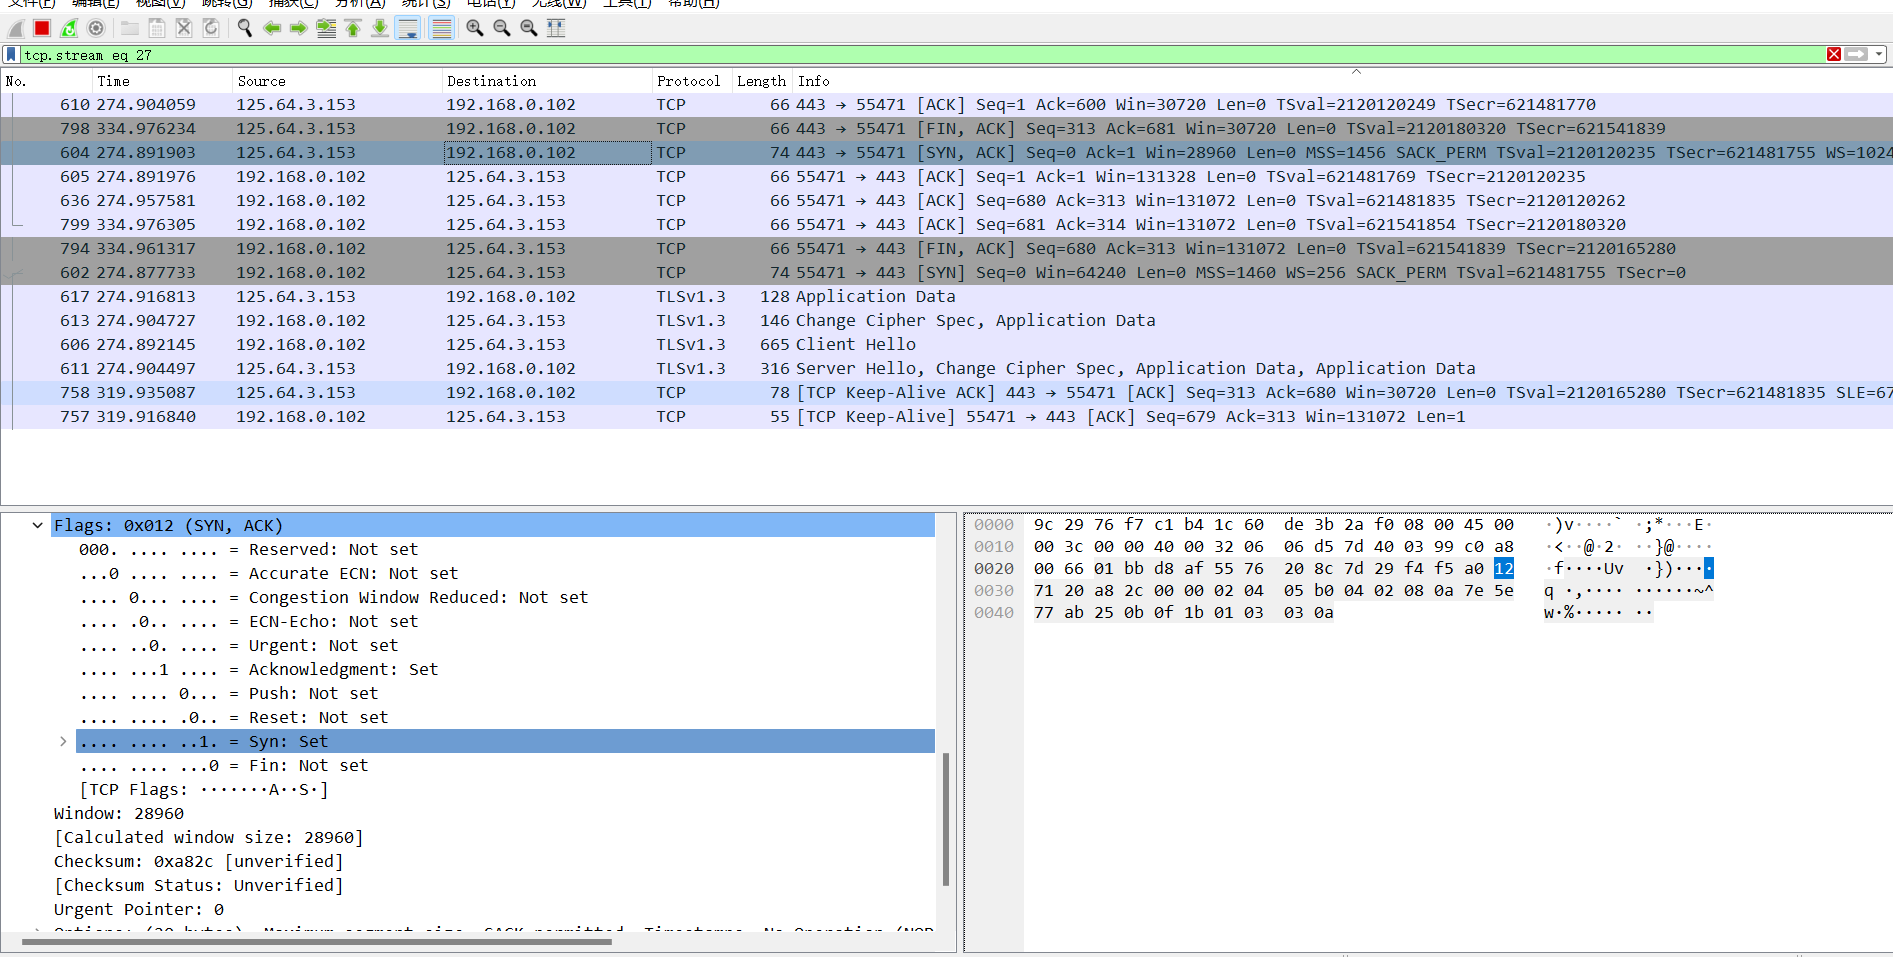 文件(F) 编辑(E) 视图(V) 跳转(G) 捕获(C) 分析(A) 统计(S) 电话(Y) 无线(W) 工具(T) 帮助(H)
tcp.stream eq 27
No. Time Source Destination Protocol Length Info
610 274.904059 125.64.3.153 192.168.0.102 TCP 66 443 → 55471 [ACK] Seq=1 Ack=600 Win=30720 Len=0 TSval=2120120249 TSecr=621481770
798 334.976234 125.64.3.153 192.168.0.102 TCP 66 443 → 55471 [FIN, ACK] Seq=313 Ack=681 Win=30720 Len=0 TSval=2120180320 TSecr=621541839
604 274.891903 125.64.3.153 192.168.0.102 TCP 74 443 → 55471 [SYN, ACK] Seq=0 Ack=1 Win=28960 Len=0 MSS=1456 SACK_PERM TSval=2120120235 TSecr=621481755 WS=1024
605 274.891976 192.168.0.102 125.64.3.153 TCP 66 55471 → 443 [ACK] Seq=1 Ack=1 Win=131328 Len=0 TSval=621481769 TSecr=2120120235
636 274.957581 192.168.0.102 125.64.3.153 TCP 66 55471 → 443 [ACK] Seq=680 Ack=313 Win=131072 Len=0 TSval=621481835 TSecr=2120120262
799 334.976305 192.168.0.102 125.64.3.153 TCP 66 55471 → 443 [ACK] Seq=681 Ack=314 Win=131072 Len=0 TSval=621541854 TSecr=2120180320
794 334.961317 192.168.0.102 125.64.3.153 TCP 66 55471 → 443 [FIN, ACK] Seq=680 Ack=313 Win=131072 Len=0 TSval=621541839 TSecr=2120165280
602 274.877733 192.168.0.102 125.64.3.153 TCP 74 55471 → 443 [SYN] Seq=0 Win=64240 Len=0 MSS=1460 WS=256 SACK_PERM TSval=621481755 TSecr=0
617 274.916813 125.64.3.153 192.168.0.102 TLSv1.3 128 Application Data
613 274.904727 192.168.0.102 125.64.3.153 TLSv1.3 146 Change Cipher Spec, Application Data
606 274.892145 192.168.0.102 125.64.3.153 TLSv1.3 665 Client Hello
611 274.904497 125.64.3.153 192.168.0.102 TLSv1.3 316 Server Hello, Change Cipher Spec, Application Data, Application Data
758 319.935087 125.64.3.153 192.168.0.102 TCP 78 [TCP Keep-Alive ACK] 443 → 55471 [ACK] Seq=313 Ack=680 Win=30720 Len=0 TSval=2120165280 TSecr=621481835 SLE=67
757 319.916840 192.168.0.102 125.64.3.153 TCP 55 [TCP Keep-Alive] 55471 → 443 [ACK] Seq=679 Ack=313 Win=131072 Len=1
Flags: 0x012 (SYN, ACK)
000. .... .... = Reserved: Not set
...0 .... .... = Accurate ECN: Not set
.... 0... .... = Congestion Window Reduced: Not set
.... .0.. .... = ECN-Echo: Not set
.... ..0. .... = Urgent: Not set
.... ...1 .... = Acknowledgment: Set
.... .... 0... = Push: Not set
.... .... .0.. = Reset: Not set
.... .... ..1. = Syn: Set
.... .... ...0 = Fin: Not set
[TCP Flags: ·······A··S·]
Window: 28960
[Calculated window size: 28960]
Checksum: 0xa82c [unverified]
[Checksum Status: Unverified]
Urgent Pointer: 0
Options: (20 bytes), Maximum segment size, SACK permitted, Timestamps, No-Operation (NOP
0000 9c 29 76 f7 c1 b4 1c 60 de 3b 2a f0 08 00 45 00 ·)v····` ·;*···E·
0010 00 3c 00 00 40 00 32 06 06 d5 7d 40 03 99 c0 a8 ·<··@·2· ··}@····
0020 00 66 01 bb d8 af 55 76 20 8c 7d 29 f4 f5 a0 12 ·f····Uv ·})····
0030 71 20 a8 2c 00 00 02 04 05 b0 04 02 08 0a 7e 5e q ·,···· ······~^
0040 77 ab 25 0b 0f 1b 01 03 03 0a w·%····· ··